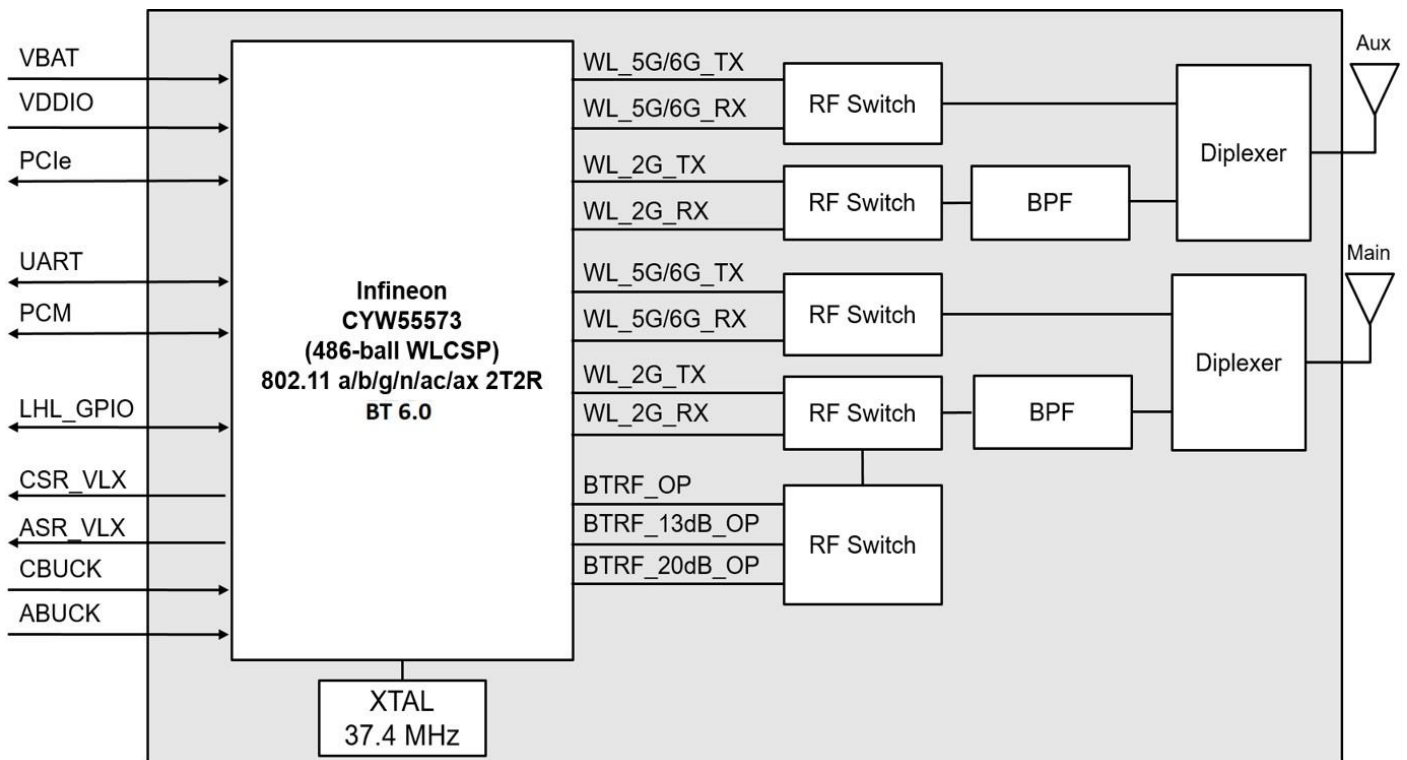 VBAT
VDDIO
PCIe
UART
PCM
LHL_GPIO
CSR_VLX
ASR_VLX
CBUCK
ABUCK
Infineon
CYW55573
(486-ball WLCSP)
802.11 a/b/g/n/ac/ax 2T2R
BT 6.0
XTAL
37.4 MHz
WL_5G/6G_TX
WL_5G/6G_RX
WL_2G_TX
WL_2G_RX
WL_5G/6G_TX
WL_5G/6G_RX
WL_2G_TX
WL_2G_RX
BTRF_OP
BTRF_13dB_OP
BTRF_20dB_OP
RF Switch
RF Switch
BPF
Diplexer
Aux
RF Switch
RF Switch
BPF
Diplexer
Main
RF Switch